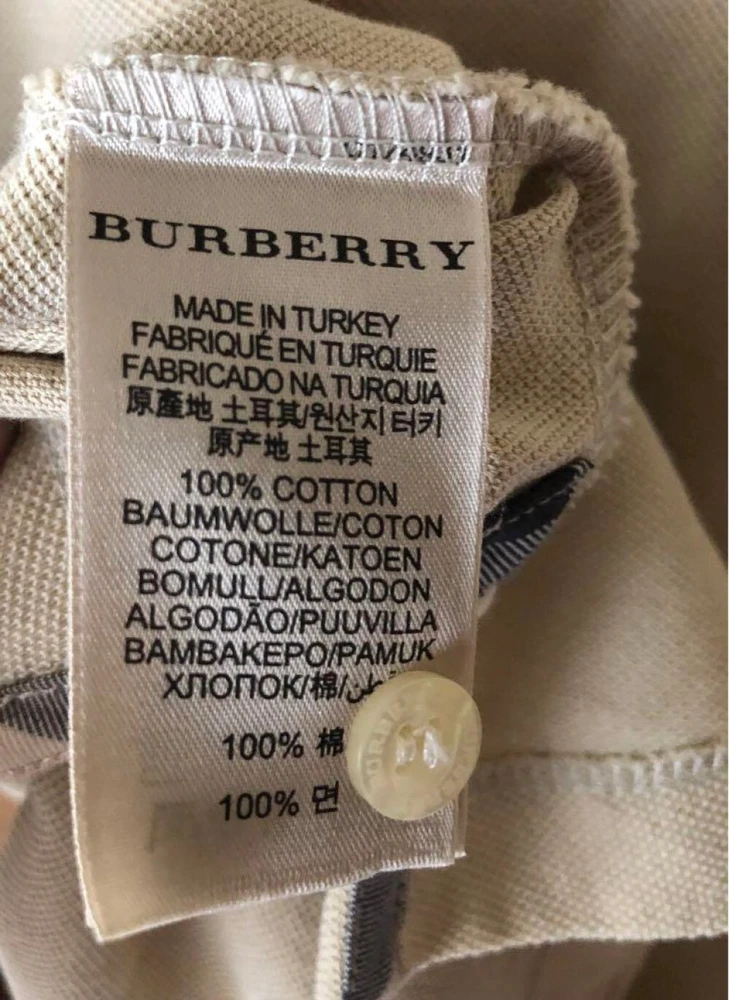 BURBERRY
MADE IN TURKEY
FABRIQUÉ EN TURQUIE
FABRICADO NA TURQUIA
原產地 土耳其/원산지 터키
原产地 土耳其
100% COTTON
BAUMWOLLE/COTON
COTONE/KATOEN
BOMULL/ALGODON
ALGODÃO/PUUVILLA
BAMBAKEPO/PAMUK
ХЛОПОК/棉/قطن
100% 棉
100% 면